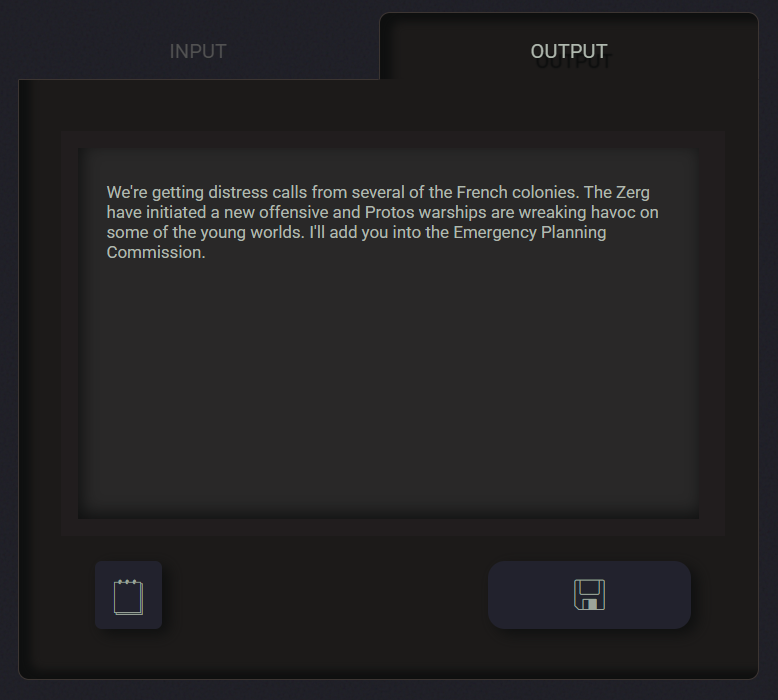 INPUT
OUTPUT
We're getting distress calls from several of the French colonies. The Zerg
have initiated a new offensive and Protos warships are wreaking havoc on
some of the young worlds. I'll add you into the Emergency Planning
Commission.